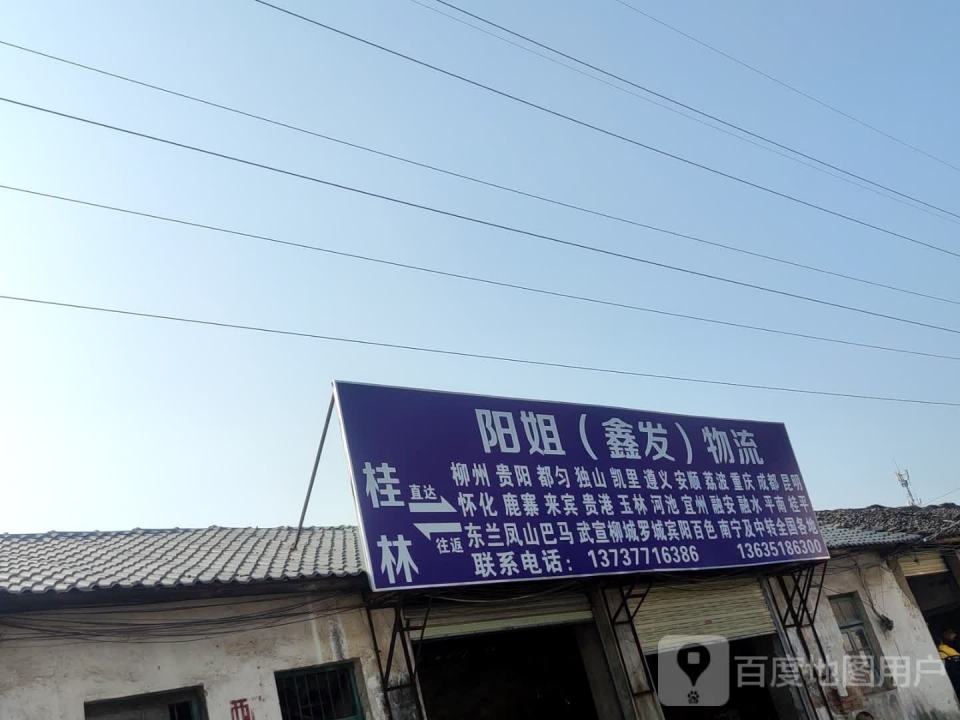 阳姐（鑫发）物流
桂林
直达
往返
柳州 贵阳 都匀 独山 凯里 遵义 安顺 荔波 重庆 成都 昆明
怀化 鹿寨 来宾 贵港 玉林 河池 宜州 融安 融水 平南 桂平
东兰凤山巴马 武宣柳城罗城宾阳百色 南宁及中转全国各地
联系电话：13737716386 13635186300
西
百度地图用户